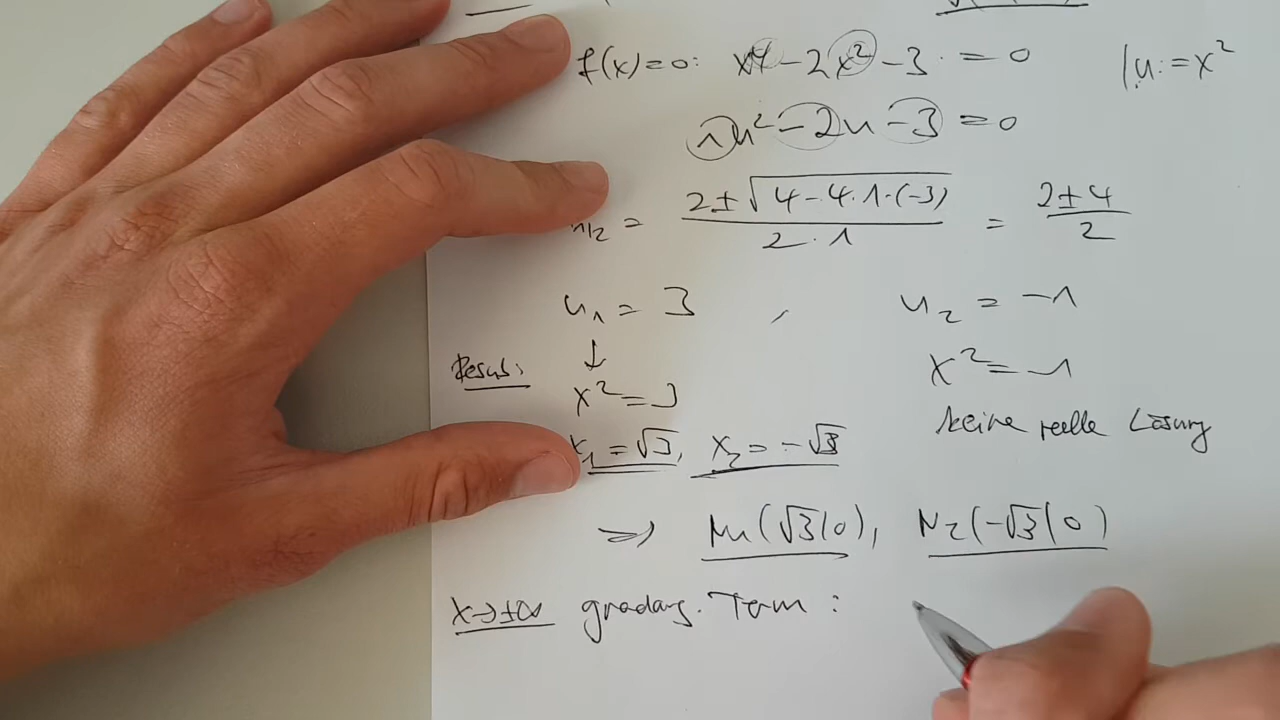 f(x)=0: x⁴ - 2x² - 3 = 0 | u := x²
1u² - 2u - 3 = 0
1/2 = (2 ± √(4 - 4·1·(-3))) / (2·1) = (2 ± 4) / 2
u₁ = 3 , u₂ = -1
Resub: ↓ x² = -1
x² = 3
keine reelle Lösung
x₁ = √3, x₂ = -√3
=> N₁(√3|0), N₂(-√3|0)
x→±∞ gradhöchs. Term: